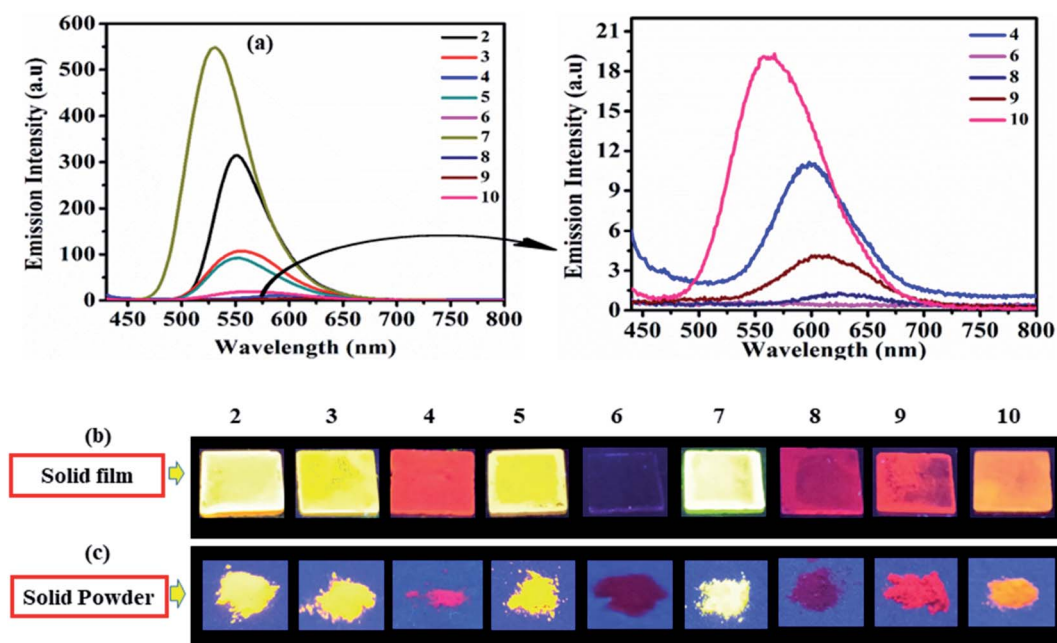 (a)
600
500
400
300
200
100
0
Emission Intensity (a.u)
450 500 550 600 650 700 750 800
Wavelength (nm)
2
3
4
5
6
7
8
9
10
21
18
15
12
9
6
3
0
Emission Intensity (a.u)
450 500 550 600 650 700 750 800
Wavelength (nm)
4
6
8
9
10
2 3 4 5 6 7 8 9 10
(b)
Solid film
(c)
Solid Powder